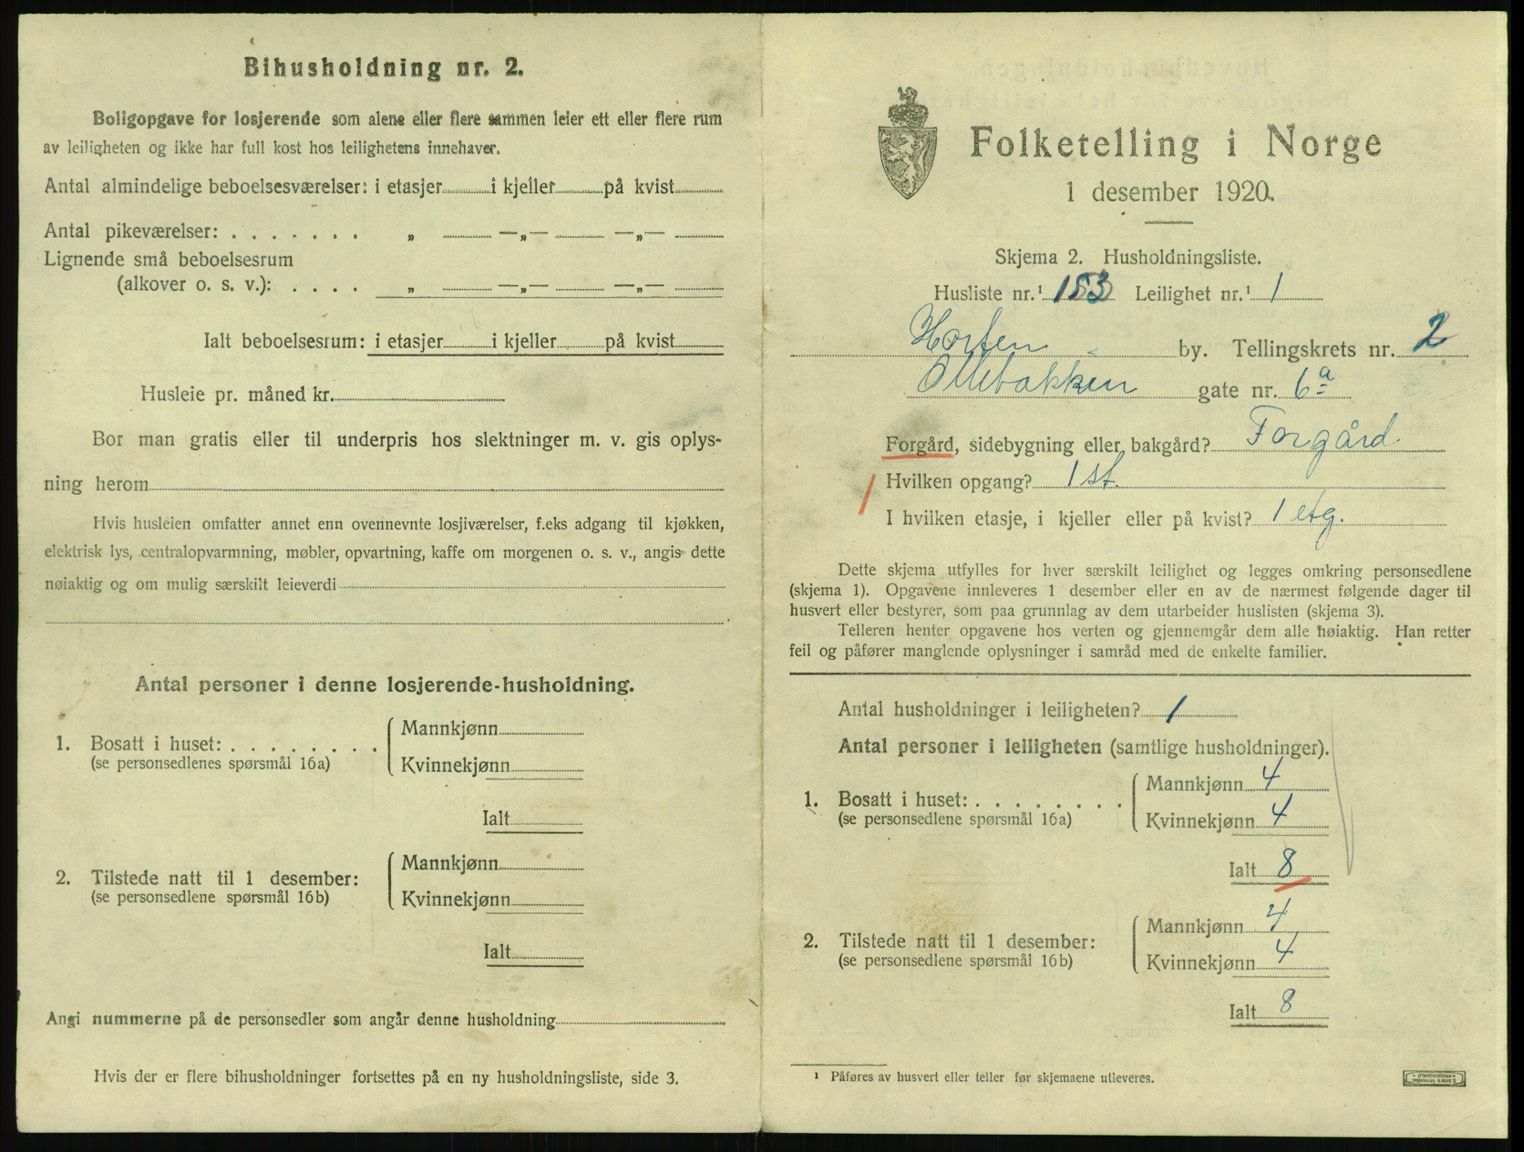 Bihusholdning nr. 2.
Boligopgave for losjerende som alene eller flere sammen leier ett eller flere rum
av leiligheten og ikke har full kost hos leilighetens innehaver.
Antal almindelige beboelsesværelser: i etasjer i kjeller på kvist
Antal pikeværelser: . . . . . . . „ —„— —„—
Lignende små beboelsesrum
(alkover o. s. v.): . . . . „ —„— —„—
Ialt beboelsesrum: i etasjer i kjeller på kvist
Husleie pr. måned kr.
Bor man gratis eller til underpris hos slektninger m. v. gis oplys-
ning herom
Hvis husleien omfatter annet enn ovennevnte losjiværelser, f.eks adgang til kjøkken,
elektrisk lys, centralopvarmning, møbler, opvartning, kaffe om morgenen o. s. v., angis dette
nøiaktig og om mulig særskilt leieverdi
Antal personer i denne losjerende-husholdning.
1. Bosatt i huset: . . . . . . . .
(se personsedlenes spørsmål 16a)
Mannkjønn
Kvinnekjønn
Ialt
2. Tilstede natt til 1 desember:
(se personsedlene spørsmål 16b)
Mannkjønn
Kvinnekjønn
Ialt
Angi nummerne på de personsedler som angår denne husholdning
Hvis der er flere bihusholdninger fortsettes på en ny husholdningsliste, side 3.
Folketelling i Norge
1 desember 1920.
Skjema 2. Husholdningsliste.
Husliste nr.¹ 153 Leilighet nr.¹ 1
Horten by. Tellingskrets nr. 2
Ollebakken gate nr. 6a
Forgård, sidebygning eller bakgård? Forgård.
Hvilken opgang? 1 st.
I hvilken etasje, i kjeller eller på kvist? 1 etg.
Dette skjema utfylles for hver særskilt leilighet og legges omkring personsedlene
(skjema 1). Opgavene innleveres 1 desember eller en av de nærmest følgende dager til
husvert eller bestyrer, som paa grunnlag av dem utarbeider huslisten (skjema 3).
Telleren henter opgavene hos verten og gjennemgår dem alle nøiaktig. Han retter
feil og påfører manglende oplysninger i samråd med de enkelte familier.
Antal husholdninger i leiligheten? 1
Antal personer i leiligheten (samtlige husholdninger).
1. Bosatt i huset: . . . . . . . .
(se personsedlene spørsmål 16a)
Mannkjønn 4
Kvinnekjønn 4
Ialt 8
2. Tilstede natt til 1 desember:
(se personsedlene spørsmål 16b)
Mannkjønn 4
Kvinnekjønn 4
Ialt 8
¹ Påføres av husvert eller teller før skjemaene utleveres.